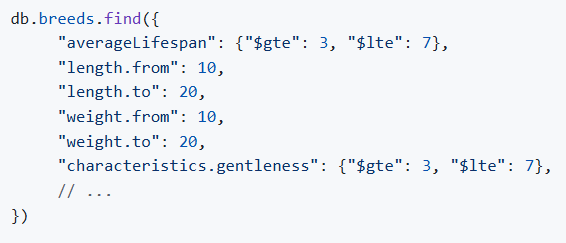 db.breeds.find({
    "averageLifespan": {"$gte": 3, "$lte": 7},
    "length.from": 10,
    "length.to": 20,
    "weight.from": 10,
    "weight.to": 20,
    "characteristics.gentleness": {"$gte": 3, "$lte": 7},
    // ...
})